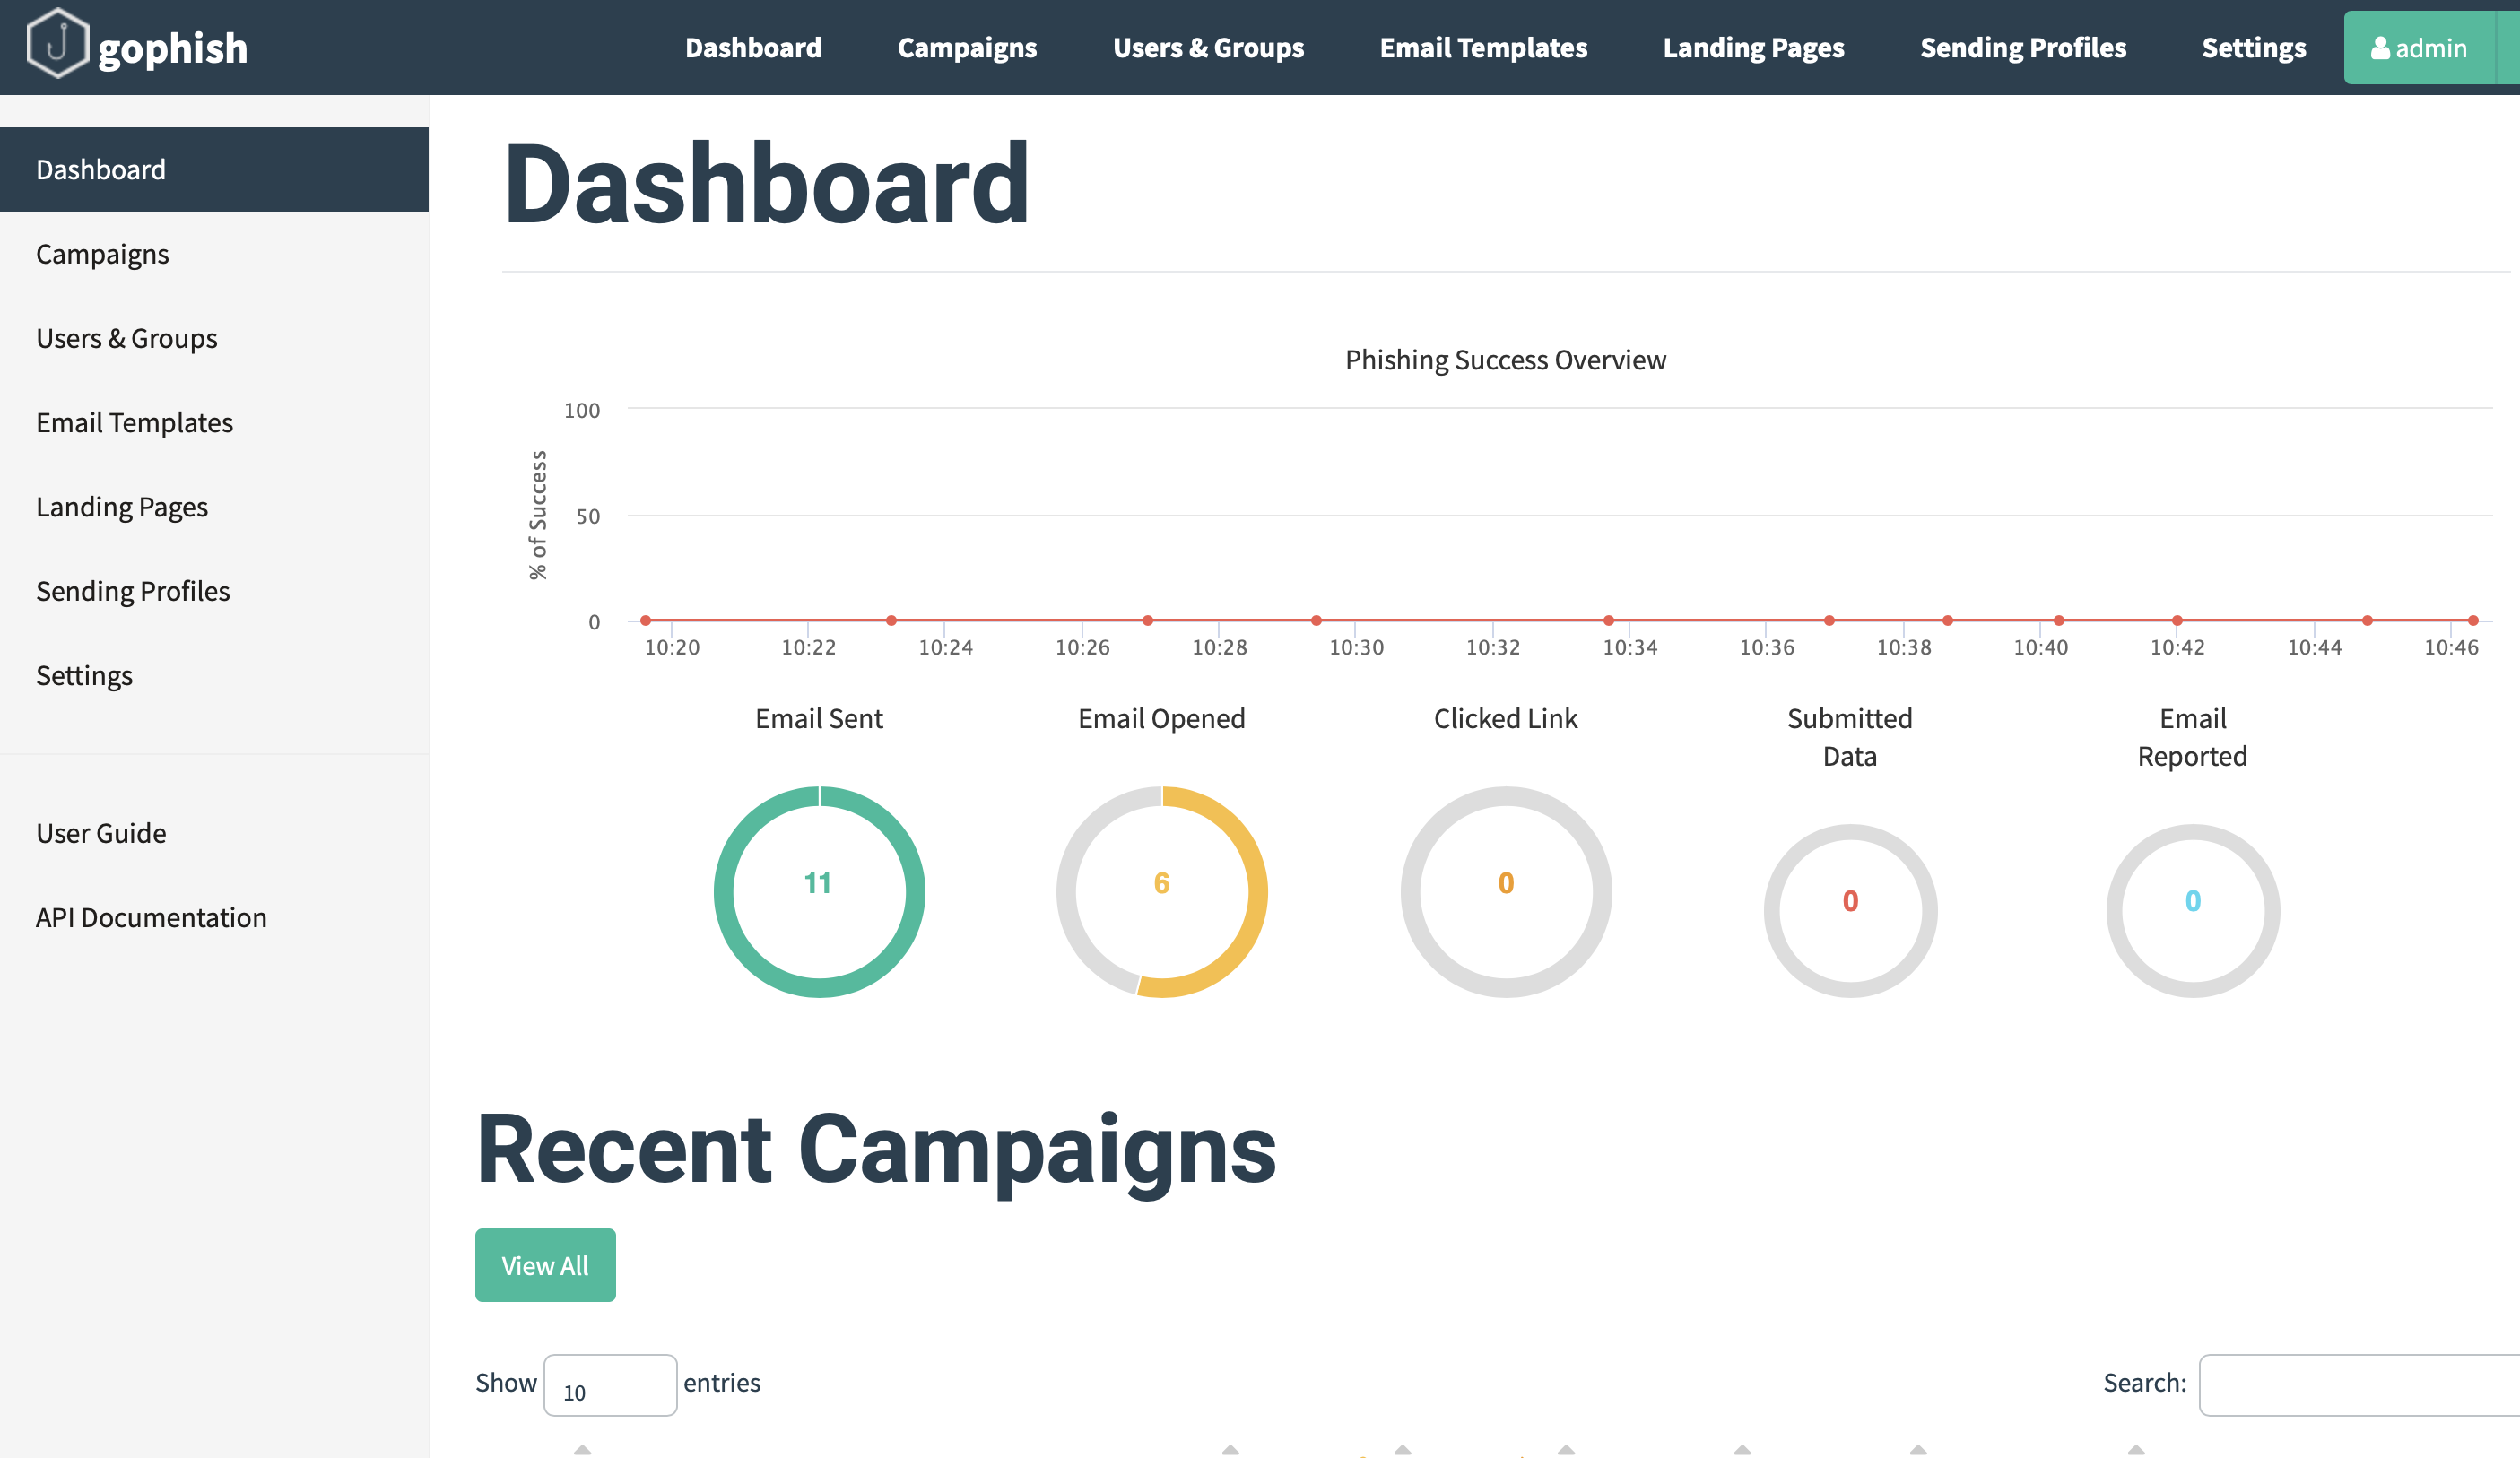 gophish
Dashboard
Campaigns
Users & Groups
Email Templates
Landing Pages
Sending Profiles
Settings
admin
Dashboard
Campaigns
Users & Groups
Email Templates
Landing Pages
Sending Profiles
Settings
User Guide
API Documentation
Dashboard
Phishing Success Overview
% of Success
100
50
0
10:20 10:22 10:24 10:26 10:28 10:30 10:32 10:34 10:36 10:38 10:40 10:42 10:44 10:46
Email Sent
11
Email Opened
6
Clicked Link
0
Submitted
Data
0
Email
Reported
0
Recent Campaigns
View All
Show 10 entries
Search: